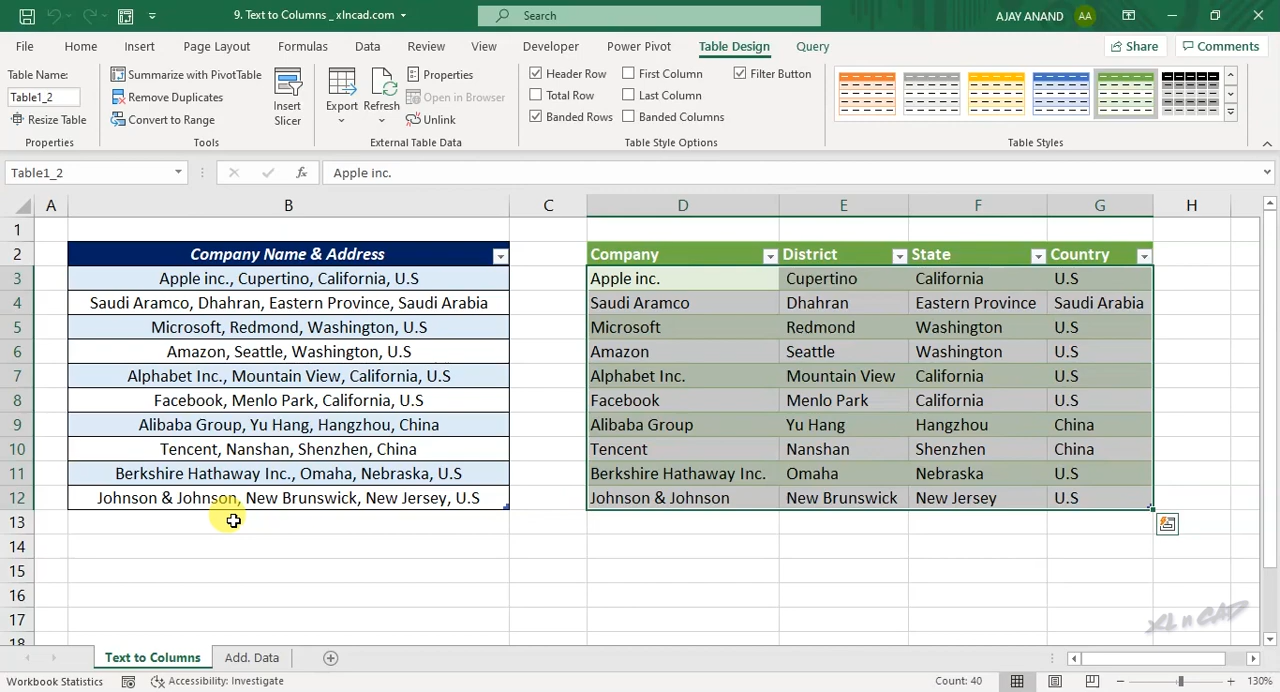 9. Text to Columns _ xlncad.com
Search
AJAY ANAND AA
File Home Insert Page Layout Formulas Data Review View Developer Power Pivot Table Design Query Share Comments
Table Name:
Table1_2
Resize Table
Properties
Summarize with PivotTable
Remove Duplicates
Convert to Range
Tools
Insert
Slicer
Export
Refresh
Properties
Open in Browser
Unlink
External Table Data
Header Row First Column Filter Button
Total Row Last Column
Banded Rows Banded Columns
Table Style Options
Table Styles
Table1_2 fx Apple inc.
A B C D E F G H
1
2 Company Name & Address Company District State Country
3 Apple inc., Cupertino, California, U.S Apple inc. Cupertino California U.S
4 Saudi Aramco, Dhahran, Eastern Province, Saudi Arabia Saudi Aramco Dhahran Eastern Province Saudi Arabia
5 Microsoft, Redmond, Washington, U.S Microsoft Redmond Washington U.S
6 Amazon, Seattle, Washington, U.S Amazon Seattle Washington U.S
7 Alphabet Inc., Mountain View, California, U.S Alphabet Inc. Mountain View California U.S
8 Facebook, Menlo Park, California, U.S Facebook Menlo Park California U.S
9 Alibaba Group, Yu Hang, Hangzhou, China Alibaba Group Yu Hang Hangzhou China
10 Tencent, Nanshan, Shenzhen, China Tencent Nanshan Shenzhen China
11 Berkshire Hathaway Inc., Omaha, Nebraska, U.S Berkshire Hathaway Inc. Omaha Nebraska U.S
12 Johnson & Johnson, New Brunswick, New Jersey, U.S Johnson & Johnson New Brunswick New Jersey U.S
13
14
15
16
17
18
XL n CAD
Text to Columns Add. Data
Workbook Statistics Accessibility: Investigate Count: 40 130%